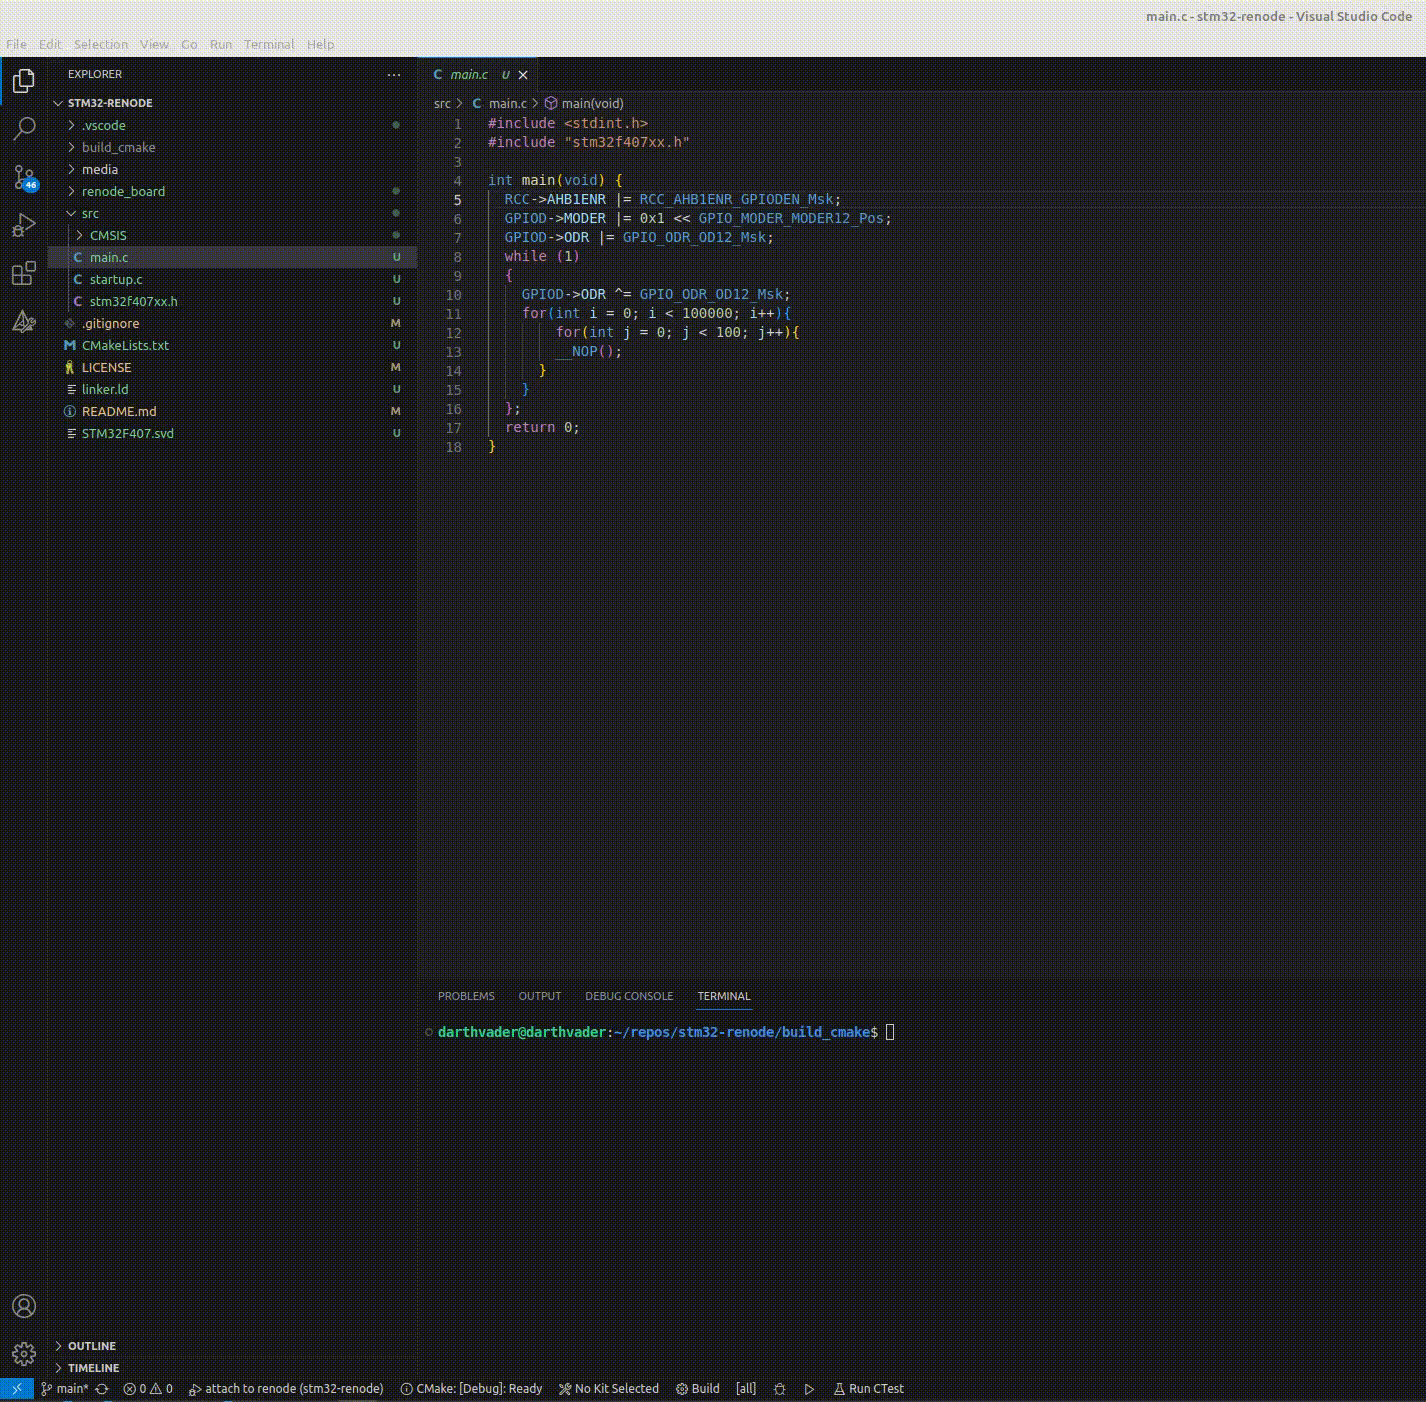 main.c - stm32-renode - Visual Studio Code
File Edit Selection View Go Run Terminal Help
EXPLORER
STM32-RENODE
.vscode
build_cmake
media
renode_board
src
CMSIS
main.c U
startup.c U
stm32f407xx.h U
.gitignore M
CMakeLists.txt U
LICENSE M
linker.ld U
README.md M
STM32F407.svd U
46
OUTLINE
TIMELINE
main.c U
src > main.c > main(void)
1 #include <stdint.h>
2 #include "stm32f407xx.h"
3
4 int main(void) {
5 RCC->AHB1ENR |= RCC_AHB1ENR_GPIODEN_Msk;
6 GPIOD->MODER |= 0x1 << GPIO_MODER_MODER12_Pos;
7 GPIOD->ODR |= GPIO_ODR_OD12_Msk;
8 while (1)
9 {
10 GPIOD->ODR ^= GPIO_ODR_OD12_Msk;
11 for(int i = 0; i < 100000; i++){
12 for(int j = 0; j < 100; j++){
13 __NOP();
14 }
15 }
16 };
17 return 0;
18 }
PROBLEMS OUTPUT DEBUG CONSOLE TERMINAL
darthvader@darthvader:~/repos/stm32-renode/build_cmake$
main* 0 0 attach to renode (stm32-renode) CMake: [Debug]: Ready No Kit Selected Build [all] Run CTest